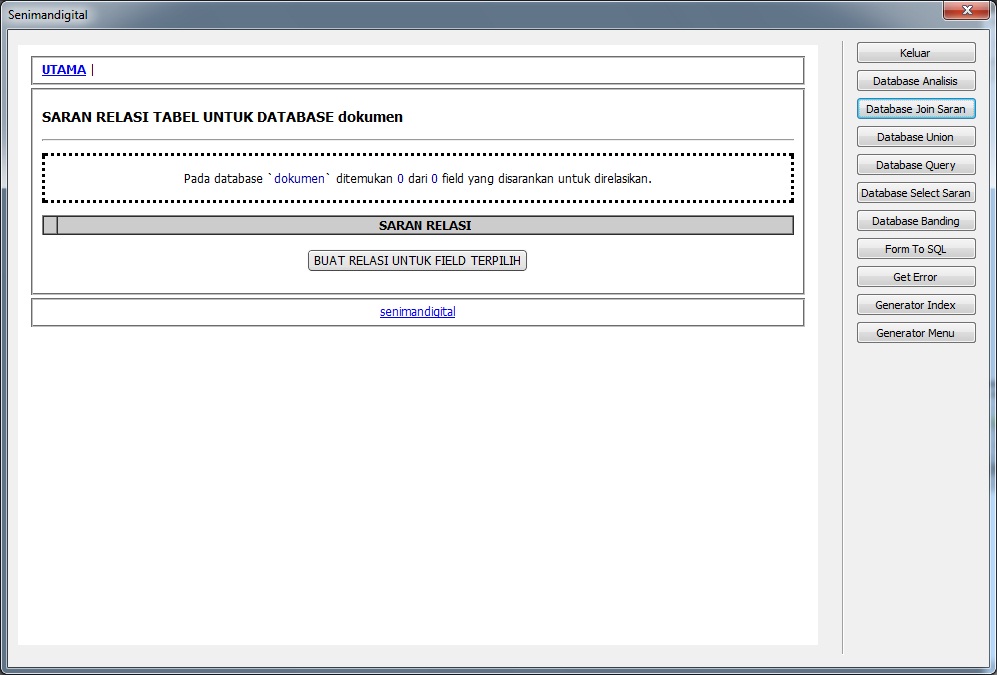 Senimandigital
UTAMA |
SARAN RELASI TABEL UNTUK DATABASE dokumen
Pada database `dokumen` ditemukan 0 dari 0 field yang disarankan untuk direlasikan.
SARAN RELASI
BUAT RELASI UNTUK FIELD TERPILIH
senimandigital
Keluar
Database Analisis
Database Join Saran
Database Union
Database Query
Database Select Saran
Database Banding
Form To SQL
Get Error
Generator Index
Generator Menu